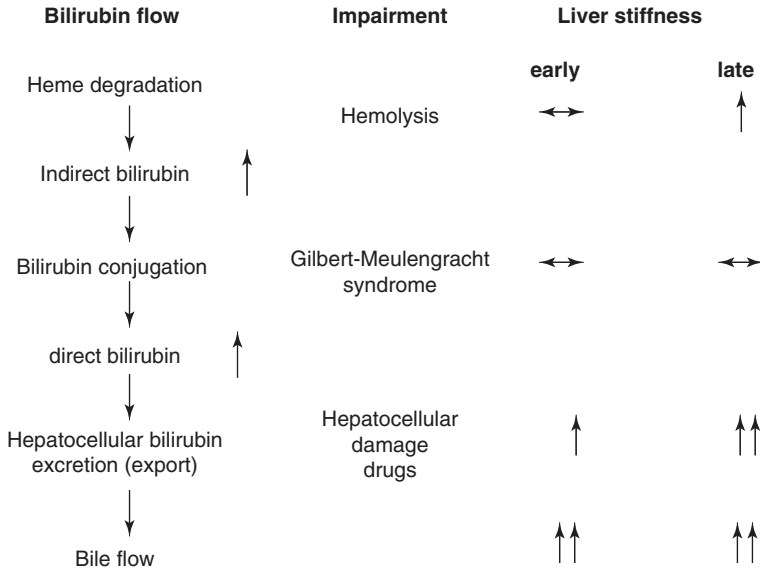 Bilirubin flow Impairment Liver stiffness
early late
Heme degradation
Hemolysis
Indirect bilirubin
Bilirubin conjugation
Gilbert-Meulengracht
syndrome
direct bilirubin
Hepatocellular bilirubin
excretion (export)
Hepatocellular
damage
drugs
Bile flow